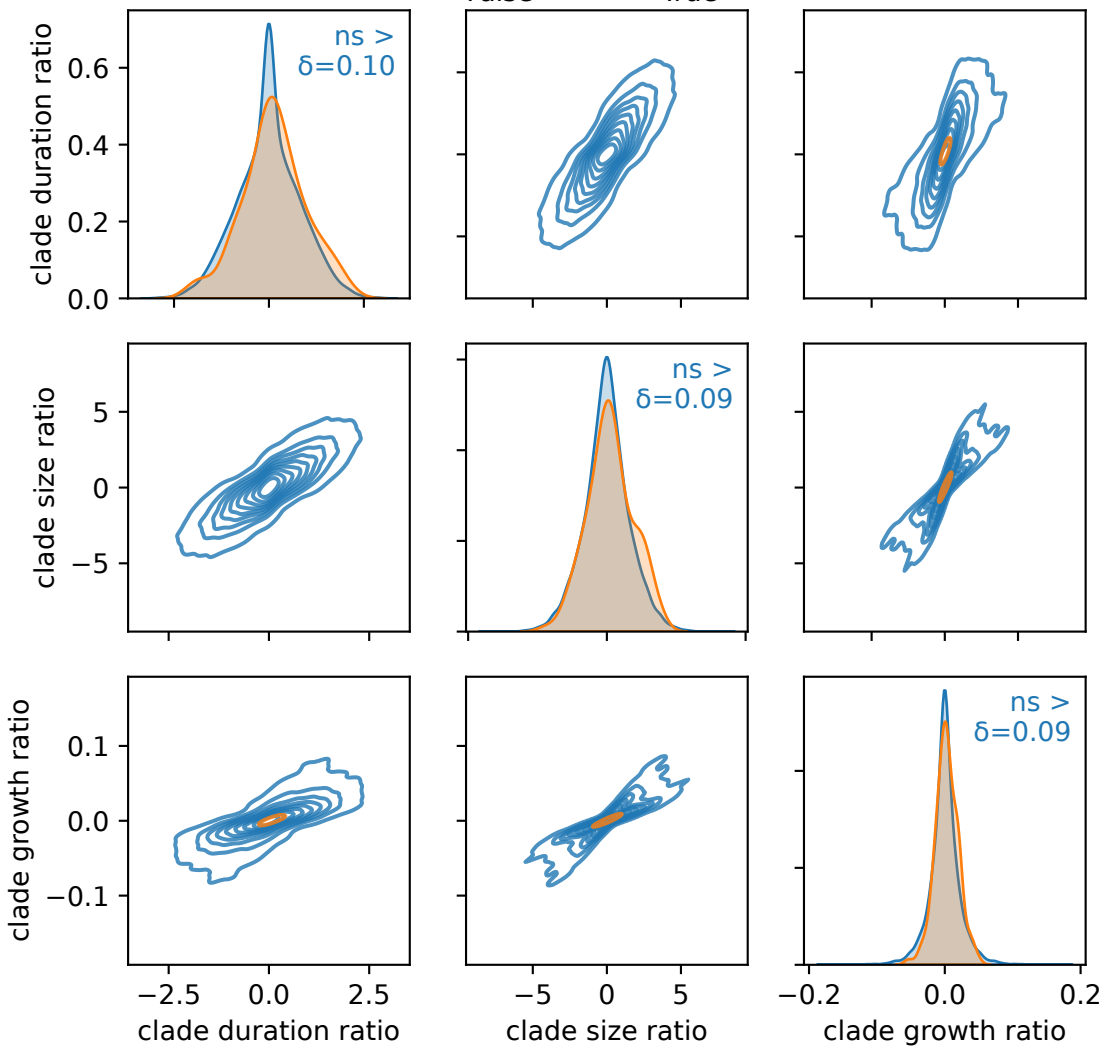 clade duration ratio
0.6
0.4
0.2
0.0
ns >
δ=0.10
clade size ratio
5
0
−5
ns >
δ=0.09
clade growth ratio
0.1
0.0
−0.1
ns >
δ=0.09
−2.5 0.0 2.5
−5 0 5
−0.2 0.0 0.2
clade duration ratio
clade size ratio
clade growth ratio